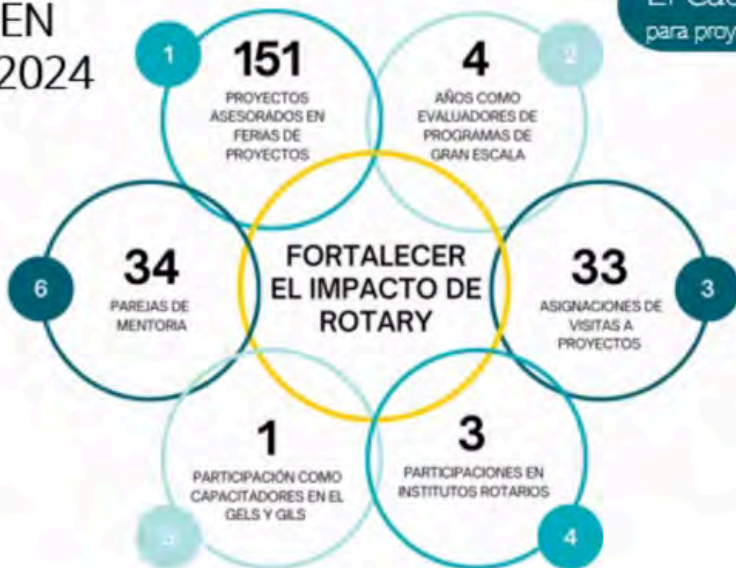 EN
2024
para proy
1
151
PROYECTOS
ASESORADOS EN
FERIAS DE
PROYECTOS
2
4
AÑOS COMO
EVALUADORES DE
PROGRAMAS DE
GRAN ESCALA
6
34
PAREJAS DE
MENTORIA
FORTALECER
EL IMPACTO DE
ROTARY
33
ASIGNACIONES DE
VISITAS A
PROYECTOS
3
1
PARTICIPACIÓN COMO
CAPACITADORES EN EL
GELS Y GILS
3
PARTICIPACIONES EN
INSTITUTOS ROTARIOS
4